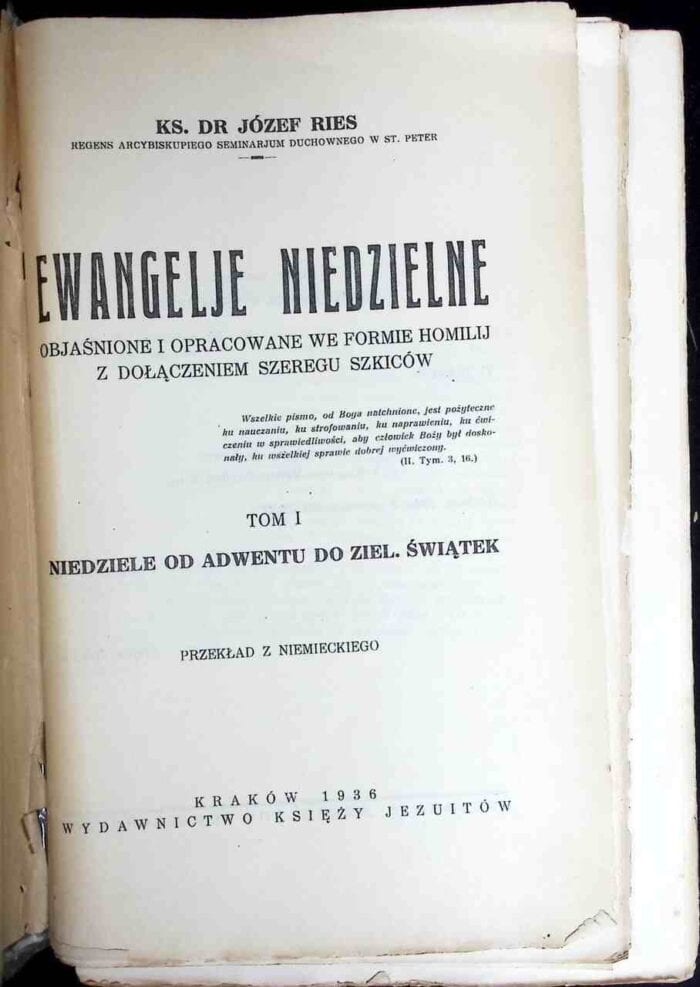 KS. DR JÓZEF RIES
REGENS ARCYBISKUPIEGO SEMINARJUM DUCHOWNEGO W ST. PETER
EWANGELJE NIEDZIELNE
OBJAŚNIONE I OPRACOWANE WE FORMIE HOMILIJ
Z DOŁĄCZENIEM SZEREGU SZKICÓW
Wszelkie pismo, od Boga natchnione, jest pożyteczne
ku nauczaniu, ku strofowaniu, ku naprawieniu, ku ćwi-
czeniu w sprawiedliwości, aby człowiek Boży był dosko-
nały, ku wszelkiej sprawie dobrej wyćwiczony.
(II. Tym. 3, 16.)
TOM I
NIEDZIELE OD ADWENTU DO ZIEL. ŚWIĄTEK
PRZEKŁAD Z NIEMIECKIEGO
KRAKÓW 1936
WYDAWNICTWO KSIĘŻY JEZUITÓW